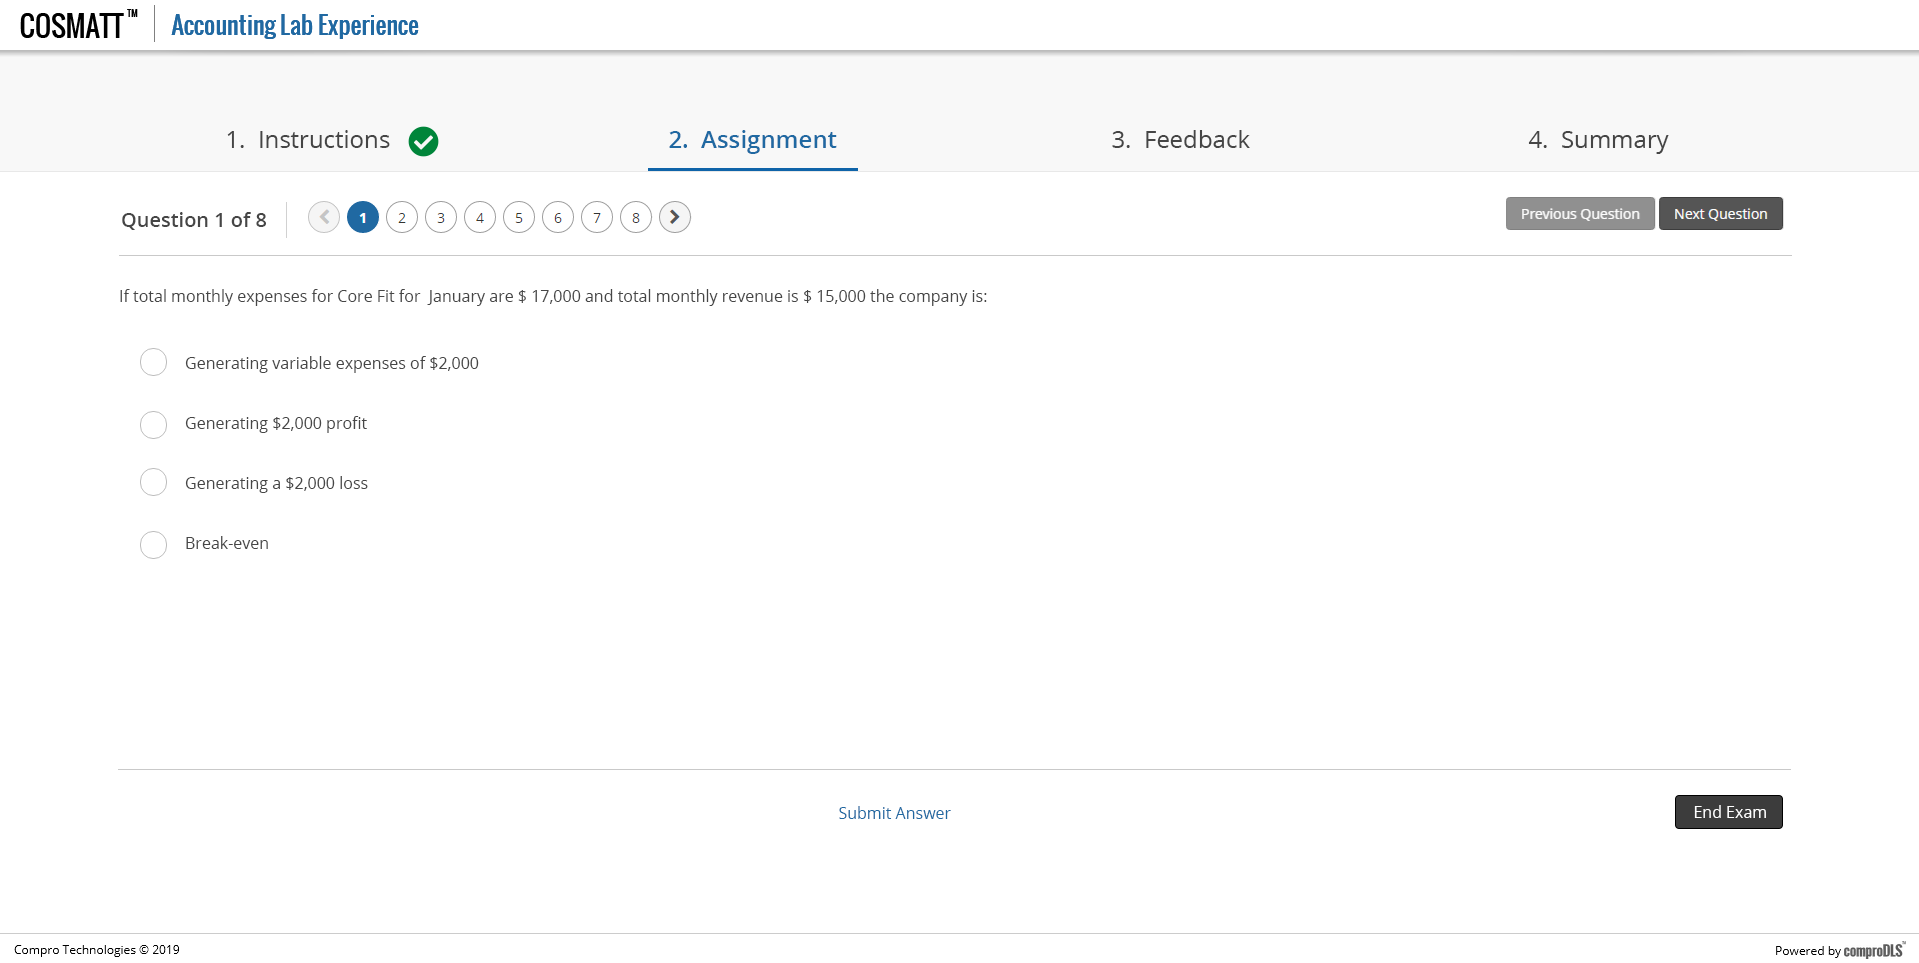 COSMATT™ Accounting Lab Experience
1. Instructions 2. Assignment 3. Feedback 4. Summary
Question 1 of 8 1 2 3 4 5 6 7 8 Previous Question Next Question
If total monthly expenses for Core Fit for January are $ 17,000 and total monthly revenue is $ 15,000 the company is:
Generating variable expenses of $2,000
Generating $2,000 profit
Generating a $2,000 loss
Break-even
Submit Answer End Exam
Compro Technologies © 2019 Powered by comproDLS™